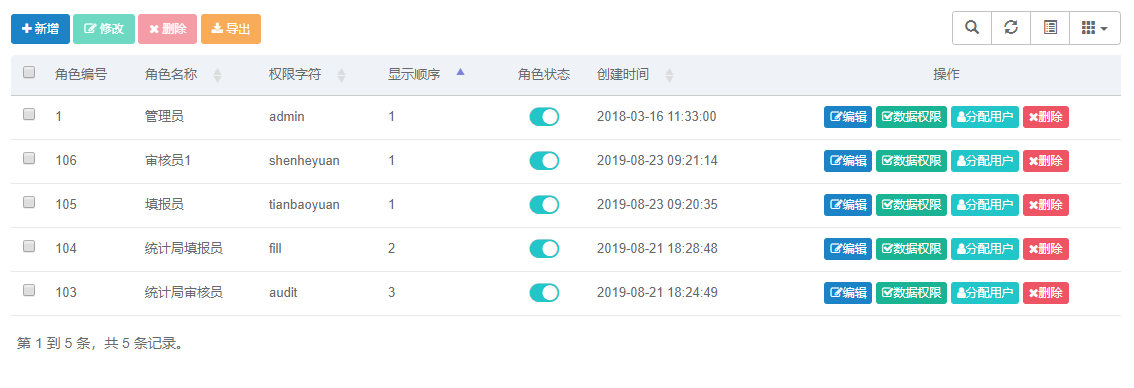 新增 修改 删除 导出
角色编号 角色名称 权限字符 显示顺序 角色状态 创建时间 操作
1 管理员 admin 1 2018-03-16 11:33:00 编辑 数据权限 分配用户 删除
106 审核员1 shenheyuan 1 2019-08-23 09:21:14 编辑 数据权限 分配用户 删除
105 填报员 tianbaoyuan 1 2019-08-23 09:20:35 编辑 数据权限 分配用户 删除
104 统计局填报员 fill 2 2019-08-21 18:28:48 编辑 数据权限 分配用户 删除
103 统计局审核员 audit 3 2019-08-21 18:24:49 编辑 数据权限 分配用户 删除
第 1 到 5 条，共 5 条记录。